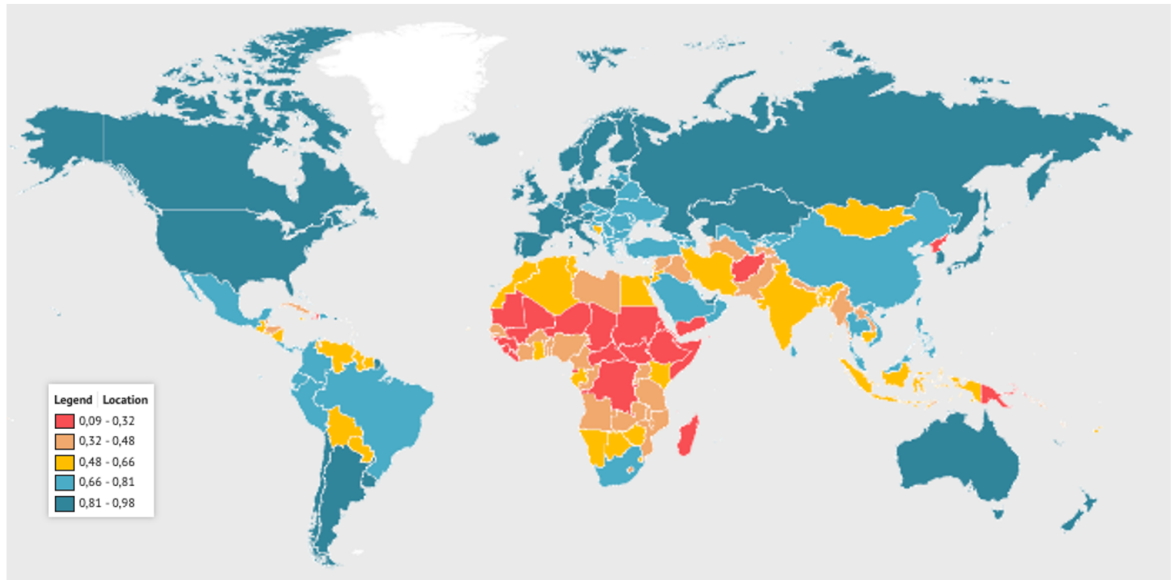 Legend | Location
0,09 - 0,32
0,32 - 0,48
0,48 - 0,66
0,66 - 0,81
0,81 - 0,98